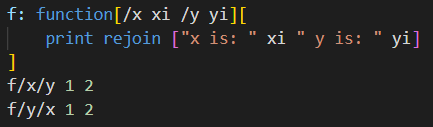 f: function[/x xi /y yi][
    print rejoin ["x is: " xi " y is: " yi]
]
f/x/y 1 2
f/y/x 1 2